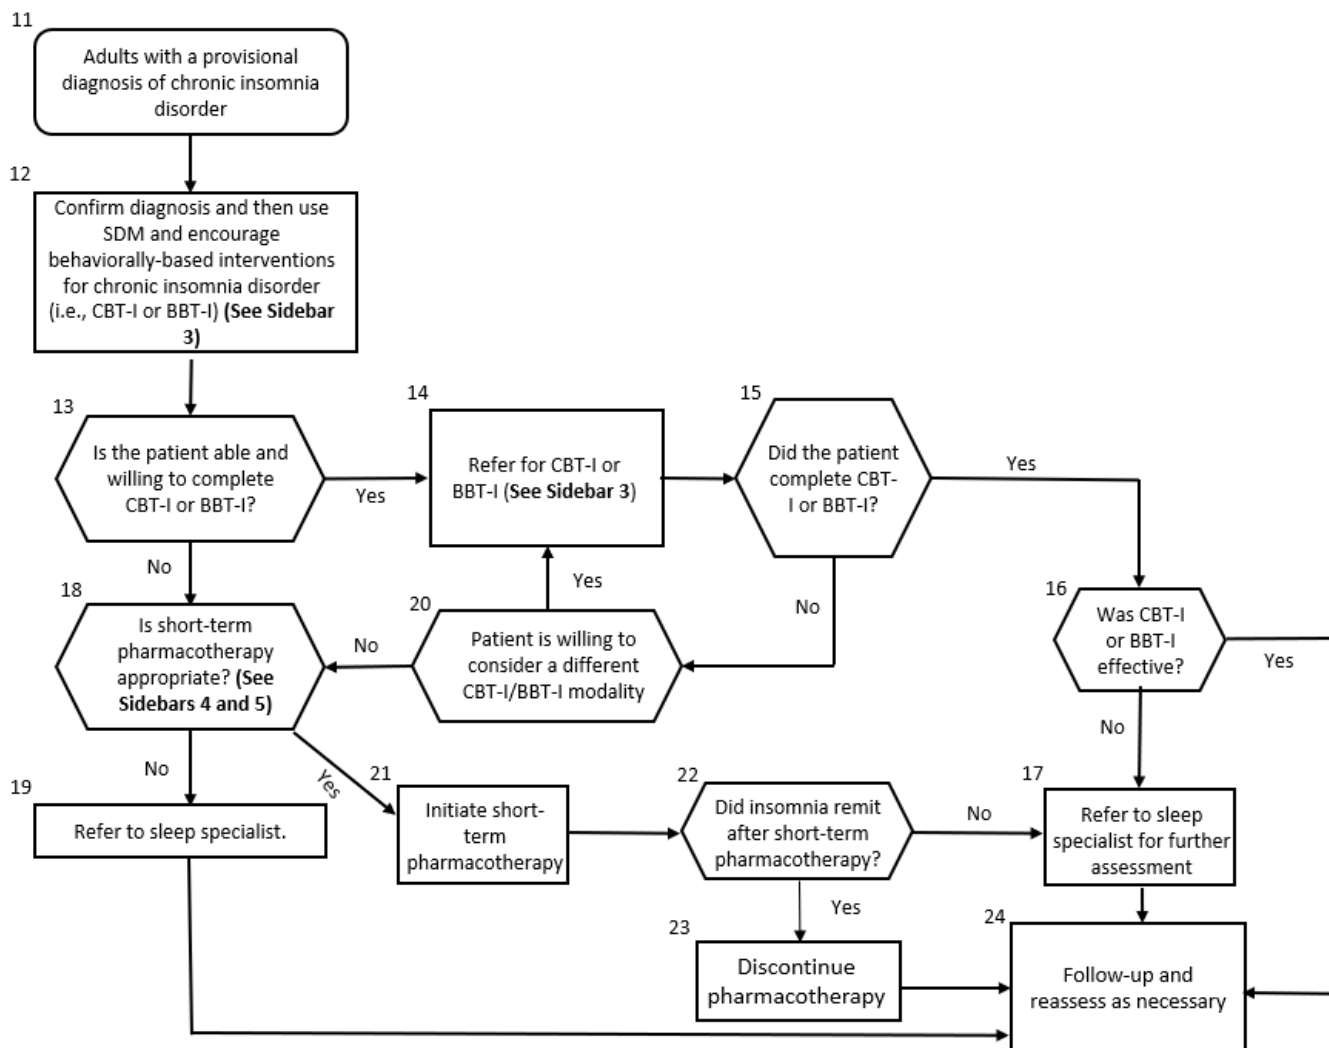 11
Adults with a provisional
diagnosis of chronic insomnia
disorder
12
Confirm diagnosis and then use
SDM and encourage
behaviorally-based interventions
for chronic insomnia disorder
(i.e., CBT-I or BBT-I) (See Sidebar
3)
13
Is the patient able and
willing to complete
CBT-I or BBT-I?
Yes
No
14
Refer for CBT-I or
BBT-I (See Sidebar 3)
15
Did the patient
complete CBT-
I or BBT-I?
Yes
No
16
Was CBT-I
or BBT-I
effective?
Yes
No
18
Is short-term
pharmacotherapy
appropriate? (See
Sidebars 4 and 5)
No
Yes
20
Patient is willing to
consider a different
CBT-I/BBT-I modality
Yes
No
19
Refer to sleep specialist.
21
Initiate short-
term
pharmacotherapy
22
Did insomnia remit
after short-term
pharmacotherapy?
No
Yes
17
Refer to sleep
specialist for further
assessment
23
Discontinue
pharmacotherapy
24
Follow-up and
reassess as necessary